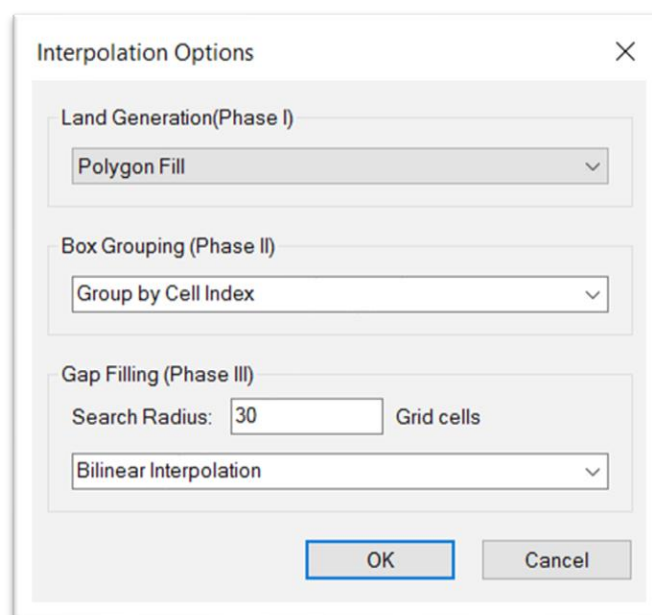 Interpolation Options
Land Generation(Phase I)
Polygon Fill
Box Grouping (Phase II)
Group by Cell Index
Gap Filling (Phase III)
Search Radius: 30 Grid cells
Bilinear Interpolation
OK Cancel